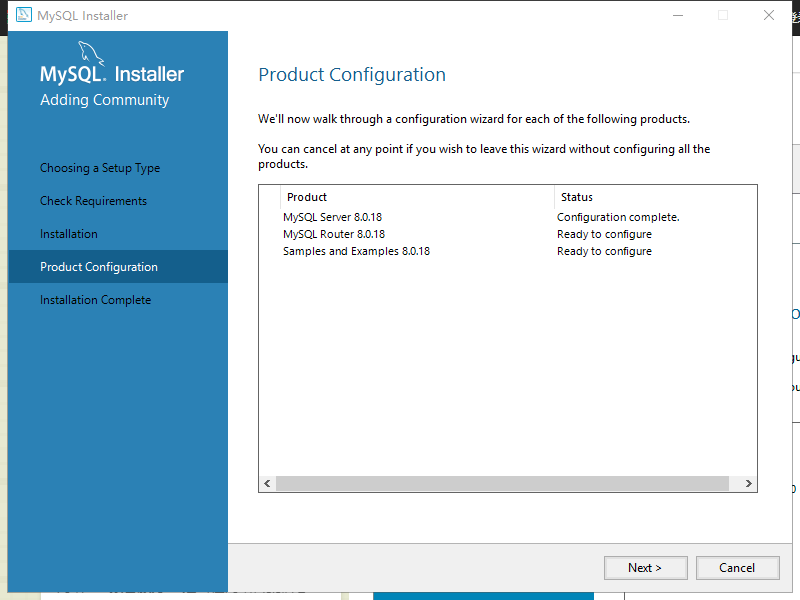 MySQL Installer
MySQL. Installer
Adding Community
Choosing a Setup Type
Check Requirements
Installation
Product Configuration
Installation Complete
Product Configuration
We'll now walk through a configuration wizard for each of the following products.
You can cancel at any point if you wish to leave this wizard without configuring all the
products.
Product Status
MySQL Server 8.0.18 Configuration complete.
MySQL Router 8.0.18 Ready to configure
Samples and Examples 8.0.18 Ready to configure
Next >
Cancel